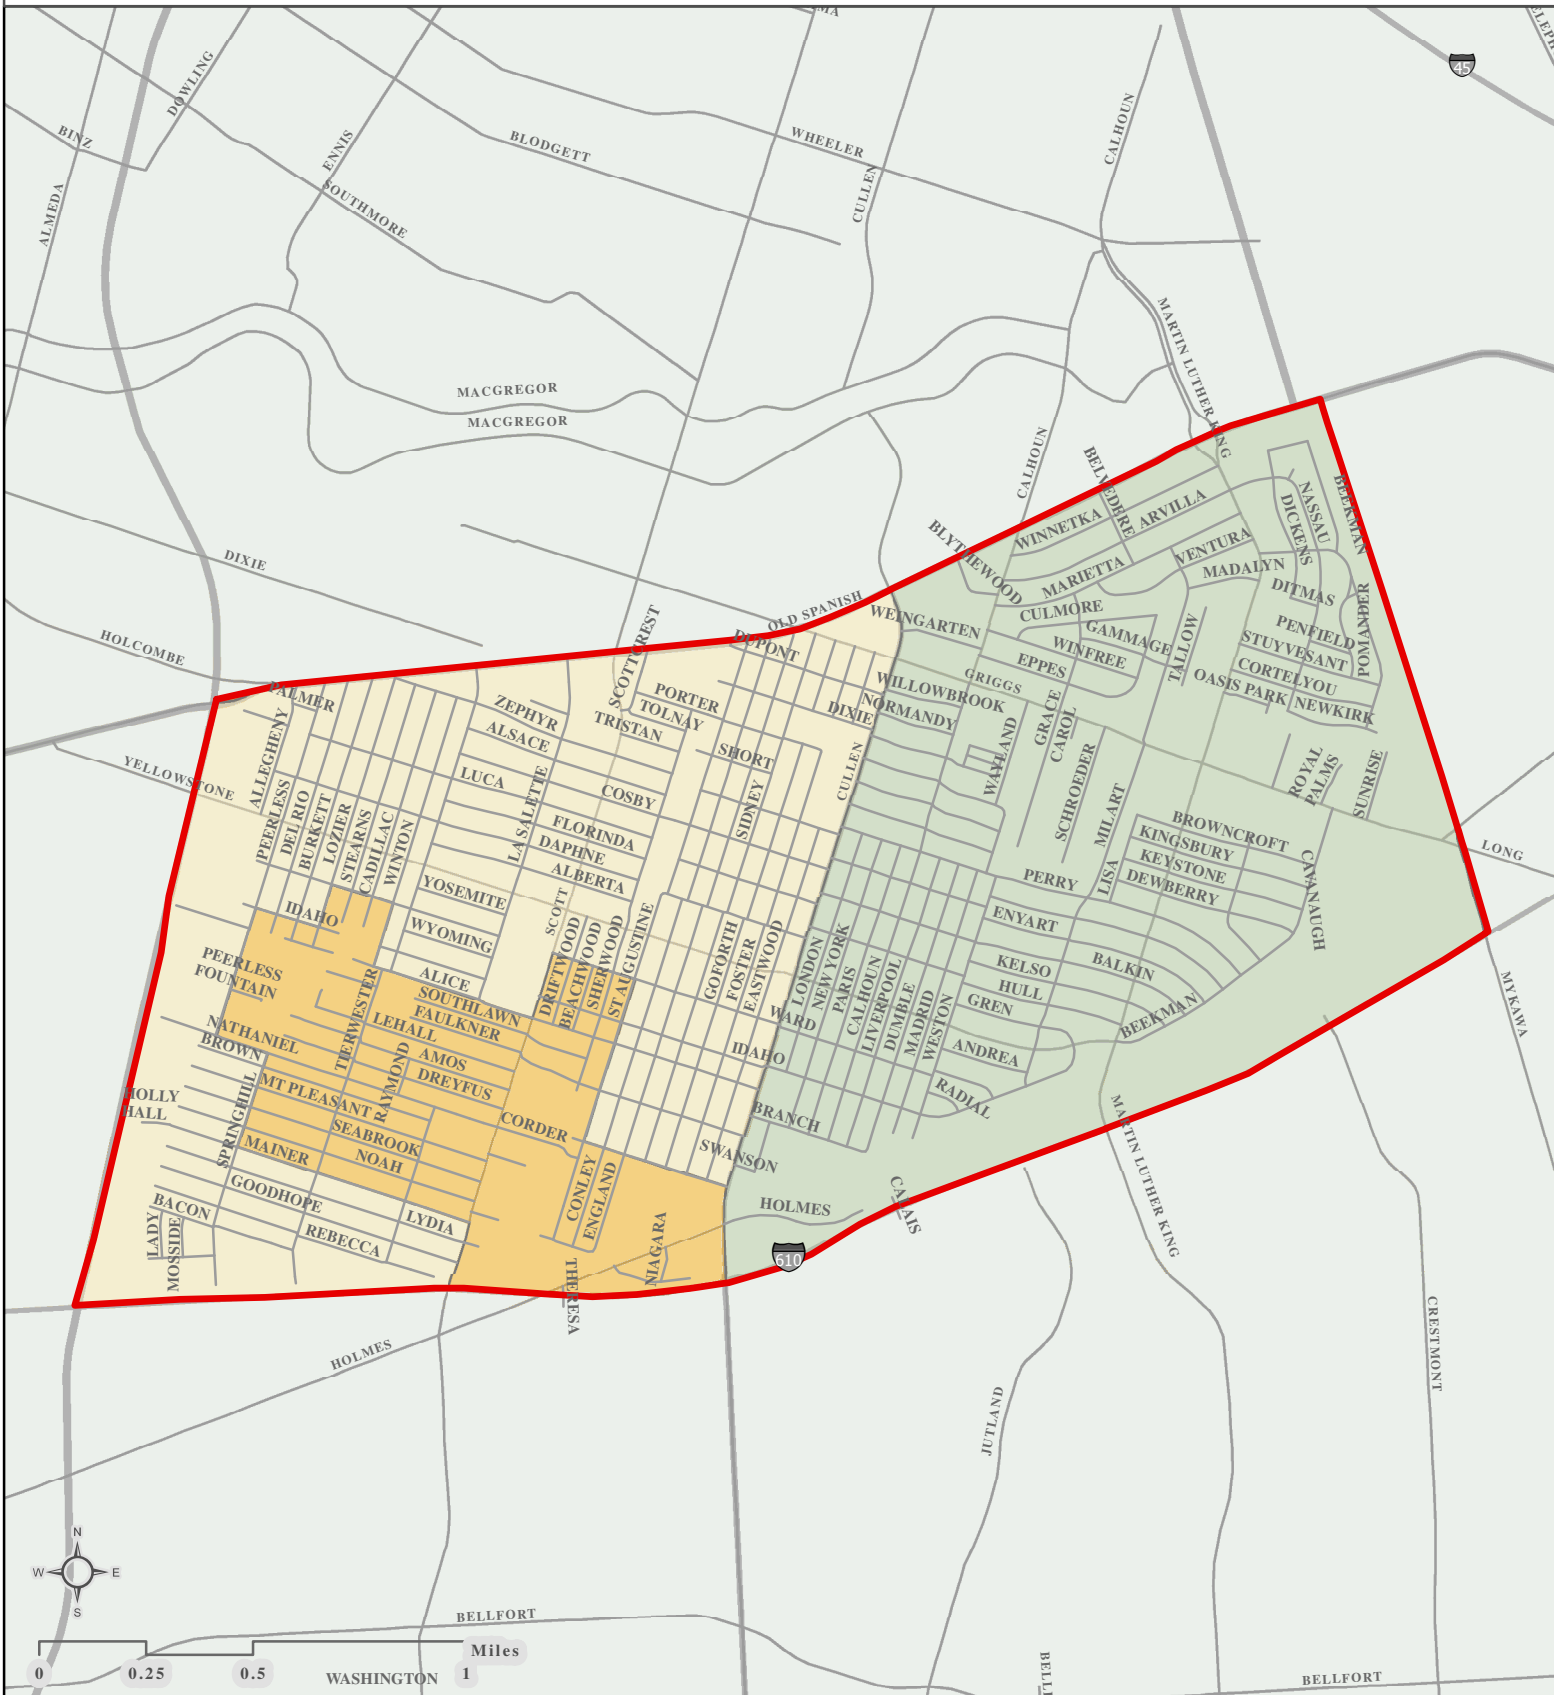 MA
45
DOWLING
BINZ
ENNIS
BLODGETT
WHEELER
CALHOUN
CULLEN
ALMEDA
SOUTHMORE
MARTIN LUTHER KING
MACGREGOR
MACGREGOR
CALHOUN
BELVEDERE
BEEKMAN
NASSAU
DICKENS
ARVILLA
WINNETKA
BLYTHEWOOD
VENTURA
DIXIE
MARIETTA
MADALYN
DITMAS
OLD SPANISH
CULMORE
WEINGARTEN
GAMMAGE
PENFIELD
POMANDER
HOLCOMBE
SCOTTCREST
DUPONT
WINFREE
TALLOW
STUYVESANT
EPPES
CORTELYOU
GRIGGS
OASIS PARK
PALMER
PORTER
WILLOWBROOK
NEWKIRK
ZEPHYR
TOLNAY
DIXIE
NORMANDY
GRACE
CAROL
TRISTAN
ALSACE
ALLEGHENY
SHORT
WAYLAND
SCHROEDER
ROYAL
PALMS
SUNRISE
YELLOWSTONE
LUCA
COSBY
CULLEN
SIDNEY
LA SALETTE
MILART
BROWNCROFT
PEERLESS
DEL RIO
BURKETT
LOZIER
STEARNS
CADILLAC
WINTON
FLORINDA
KINGSBURY
LONG
DAPHNE
KEYSTONE
ALBERTA
PERRY
LISA
DEWBERRY
CAVANAUGH
YOSEMITE
SCOTT
IDAHO
ENYART
WYOMING
DRIFTWOOD
BEACHWOOD
SHERWOOD
ST AUGUSTINE
GOFORTH
FOSTER
EASTWOOD
LONDON
NEW YORK
PARIS
CALHOUN
LIVERPOOL
DUMBLE
MADRID
WESTON
KELSO
BALKIN
PEERLESS
FOUNTAIN
ALICE
HULL
SOUTHLAWN
GREN
BEEKMAN
MYKAWA
TIERWESTER
FAULKNER
WARD
NATHANIEL
LEHALL
BROWN
AMOS
IDAHO
ANDREA
RAYMOND
DREYFUS
HOLLY
HALL
MT PLEASANT
RADIAL
SPRINGHILL
SEABROOK
CORDER
BRANCH
MARTIN LUTHER KING
MAINER
NOAH
SWANSON
CONLEY
ENGLAND
GOODHOPE
BACON
LYDIA
HOLMES
CALAIS
LADY
MOSSIDE
REBECCA
NIAGARA
610
THERESA
HOLMES
CRESTMONT
JUTLAND
N
W
E
S
BELLFORT
Miles
0
0.25
0.5
1
WASHINGTON
BELLFORT